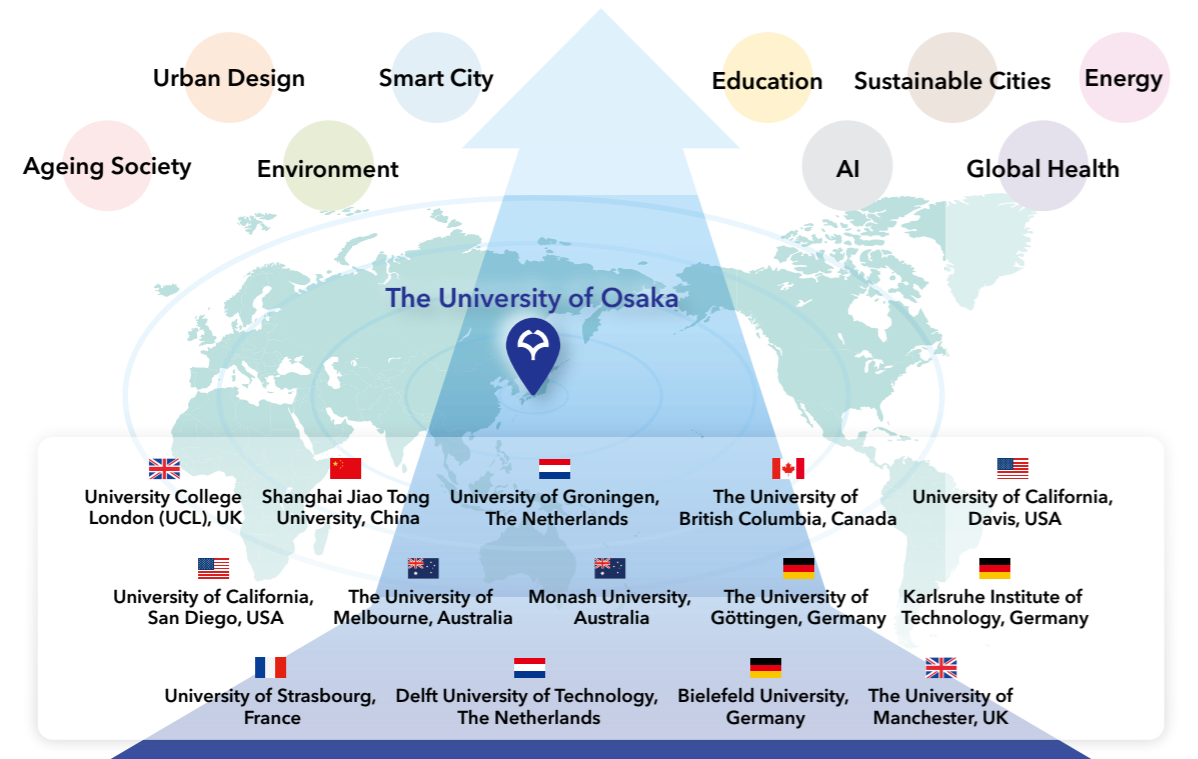 Urban Design
Smart City
Education
Sustainable Cities
Energy
Ageing Society
Environment
AI
Global Health
The University of Osaka
University College
London (UCL), UK
Shanghai Jiao Tong
University, China
University of Groningen,
The Netherlands
The University of
British Columbia, Canada
University of California,
Davis, USA
University of California,
San Diego, USA
The University of
Melbourne, Australia
Monash University,
Australia
The University of
Göttingen, Germany
Karlsruhe Institute of
Technology, Germany
University of Strasbourg,
France
Delft University of Technology,
The Netherlands
Bielefeld University,
Germany
The University of
Manchester, UK